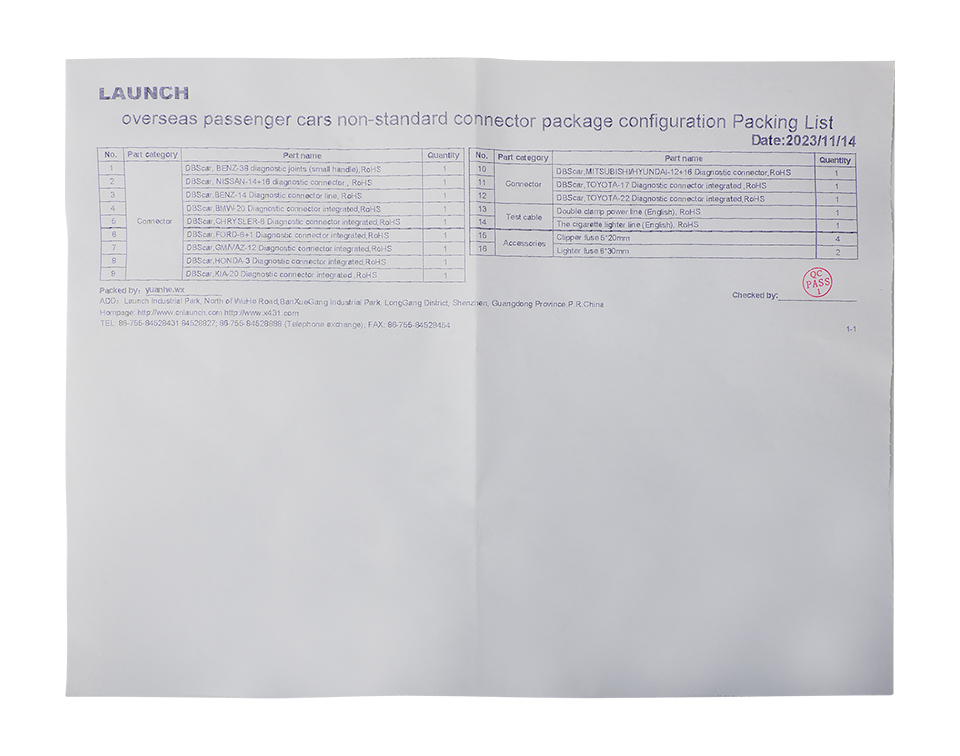 LAUNCH
overseas passenger cars non-standard connector package configuration Packing List
Date:2023/11/14
No. Part category Part name Quantity
1 Connector DBScar, BENZ-38 diagnostic joints (small handle),RoHS 1
2 DBScar, NISSAN-14+16 diagnostic connector , RoHS 1
3 DBScar,BENZ-14 Diagnostic connector line, RoHS 1
4 DBScar,BMW-20 Diagnostic connector integrated,RoHS 1
5 DBScar,CHRYSLER-6 Diagnostic connector integrated,RoHS 1
6 DBScar,FORD-6+1 Diagnostic connector integrated,RoHS 1
7 DBScar,GM/VAZ-12 Diagnostic connector integrated,RoHS 1
8 DBScar,HONDA-3 Diagnostic connector integrated,RoHS 1
9 DBScar,KIA-20 Diagnostic connector integrated ,RoHS 1
No. Part category Part name Quantity
10 Connector DBScar,MITSUBISHI/HYUNDAI-12+16 Diagnostic connector,RoHS 1
11 DBScar,TOYOTA-17 Diagnostic connector integrated ,RoHS 1
12 DBScar,TOYOTA-22 Diagnostic connector integrated,RoHS 1
13 Test cable Double clamp power line (English), RoHS 1
14 The cigarette lighter line (English), RoHS 1
15 Accessories Clipper fuse 5*20mm 4
16 Lighter fuse 6*30mm 2
Packed by: yuanhe.wx
Checked by:
QC
PASS
1
ADD: Launch Industrial Park, North of WuHe Road,BanXueGang Industrial Park, LongGang District, Shenzhen, Guangdong Province.P.R.China
Hompage: http://www.cnlaunch.com http://www.x431.com
TEL: 86-755-84528431 84528827; 86-755-84528888 (Telephone exchange); FAX: 86-755-84528454
1-1